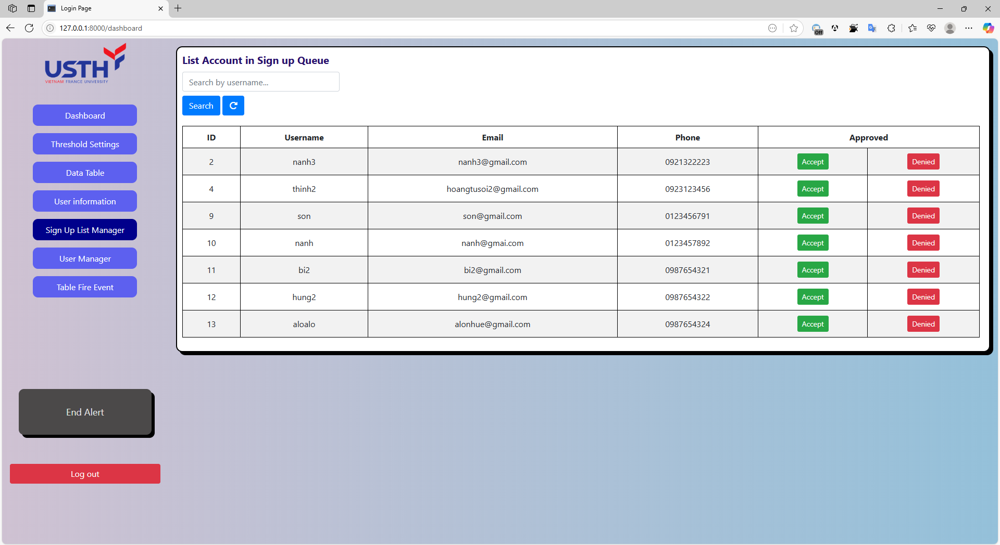 Login Page
127.0.0.1:8000/dashboard
Off
USTH
VIETNAM FRANCE UNIVERSITY
Dashboard
Threshold Settings
Data Table
User information
Sign Up List Manager
User Manager
Table Fire Event
End Alert
Log out
List Account in Sign up Queue
Search by username...
Search
ID Username Email Phone Approved
2 nanh3 nanh3@gmail.com 0921322223 Accept Denied
4 thinh2 hoangtusoi2@gmail.com 0923123456 Accept Denied
9 son son@gmail.com 0123456791 Accept Denied
10 nanh nanh@gmai.com 0123457892 Accept Denied
11 bi2 bi2@gmail.com 0987654321 Accept Denied
12 hung2 hung2@gmail.com 0987654322 Accept Denied
13 aloalo alonhue@gmail.com 0987654324 Accept Denied